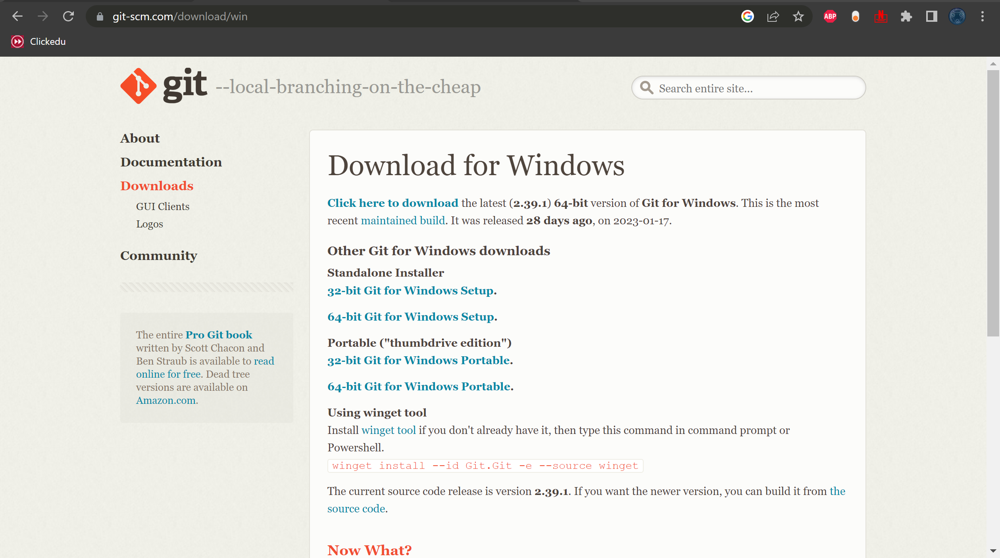 git-scm.com/download/win
ABP
N
Clickedu
git --local-branching-on-the-cheap
Search entire site...
About
Documentation
Downloads
GUI Clients
Logos
Community
The entire Pro Git book
written by Scott Chacon and
Ben Straub is available to read
online for free. Dead tree
versions are available on
Amazon.com.
Download for Windows
Click here to download the latest (2.39.1) 64-bit version of Git for Windows. This is the most
recent maintained build. It was released 28 days ago, on 2023-01-17.
Other Git for Windows downloads
Standalone Installer
32-bit Git for Windows Setup.
64-bit Git for Windows Setup.
Portable ("thumbdrive edition")
32-bit Git for Windows Portable.
64-bit Git for Windows Portable.
Using winget tool
Install winget tool if you don't already have it, then type this command in command prompt or
Powershell.
winget install --id Git.Git -e --source winget
The current source code release is version 2.39.1. If you want the newer version, you can build it from the
source code.
Now What?